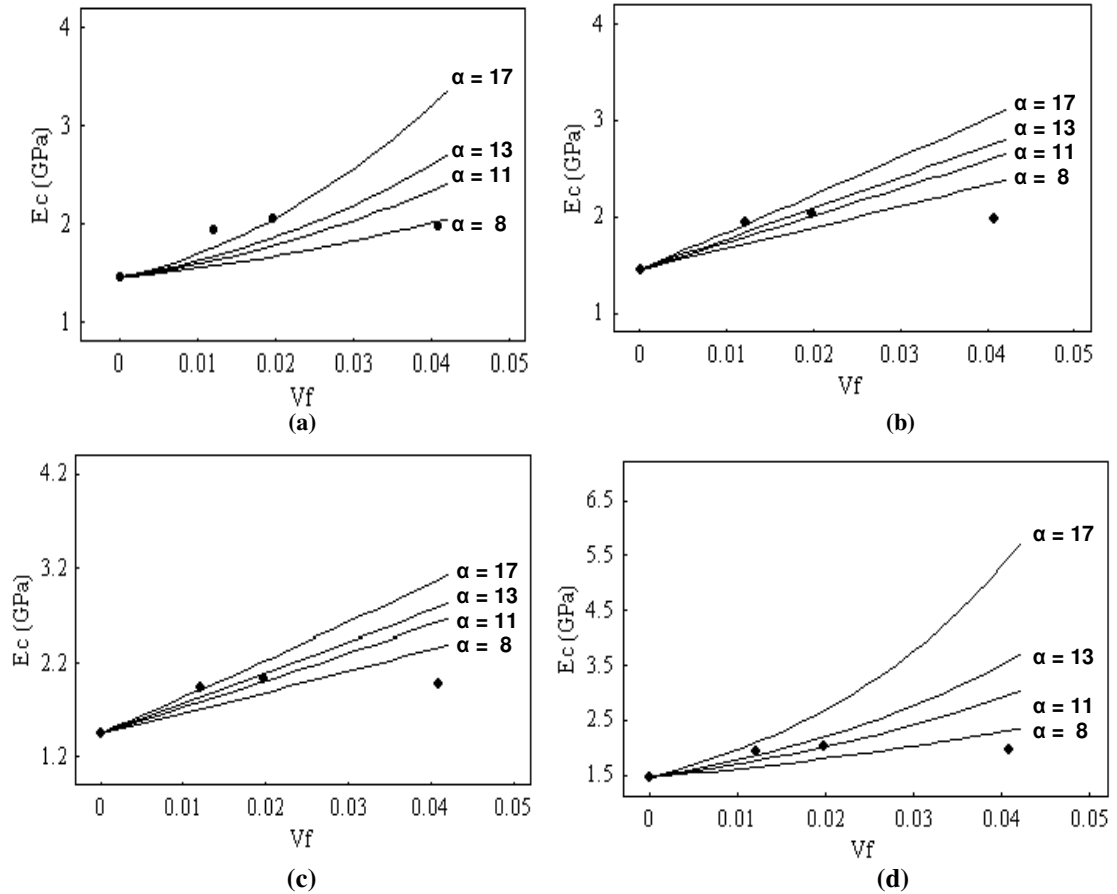 4
3
2
1
Ec (GPa)
α = 17
α = 13
α = 11
α = 8
0 0.01 0.02 0.03 0.04 0.05
Vf
(a)
4
3
2
1
Ec (GPa)
α = 17
α = 13
α = 11
α = 8
0 0.01 0.02 0.03 0.04 0.05
Vf
(b)
4.2
3.2
2.2
1.2
Ec (GPa)
α = 17
α = 13
α = 11
α = 8
0 0.01 0.02 0.03 0.04 0.05
Vf
(c)
6.5
5.5
4.5
3.5
2.5
1.5
Ec (GPa)
α = 17
α = 13
α = 11
α = 8
0 0.01 0.02 0.03 0.04 0.05
Vf
(d)